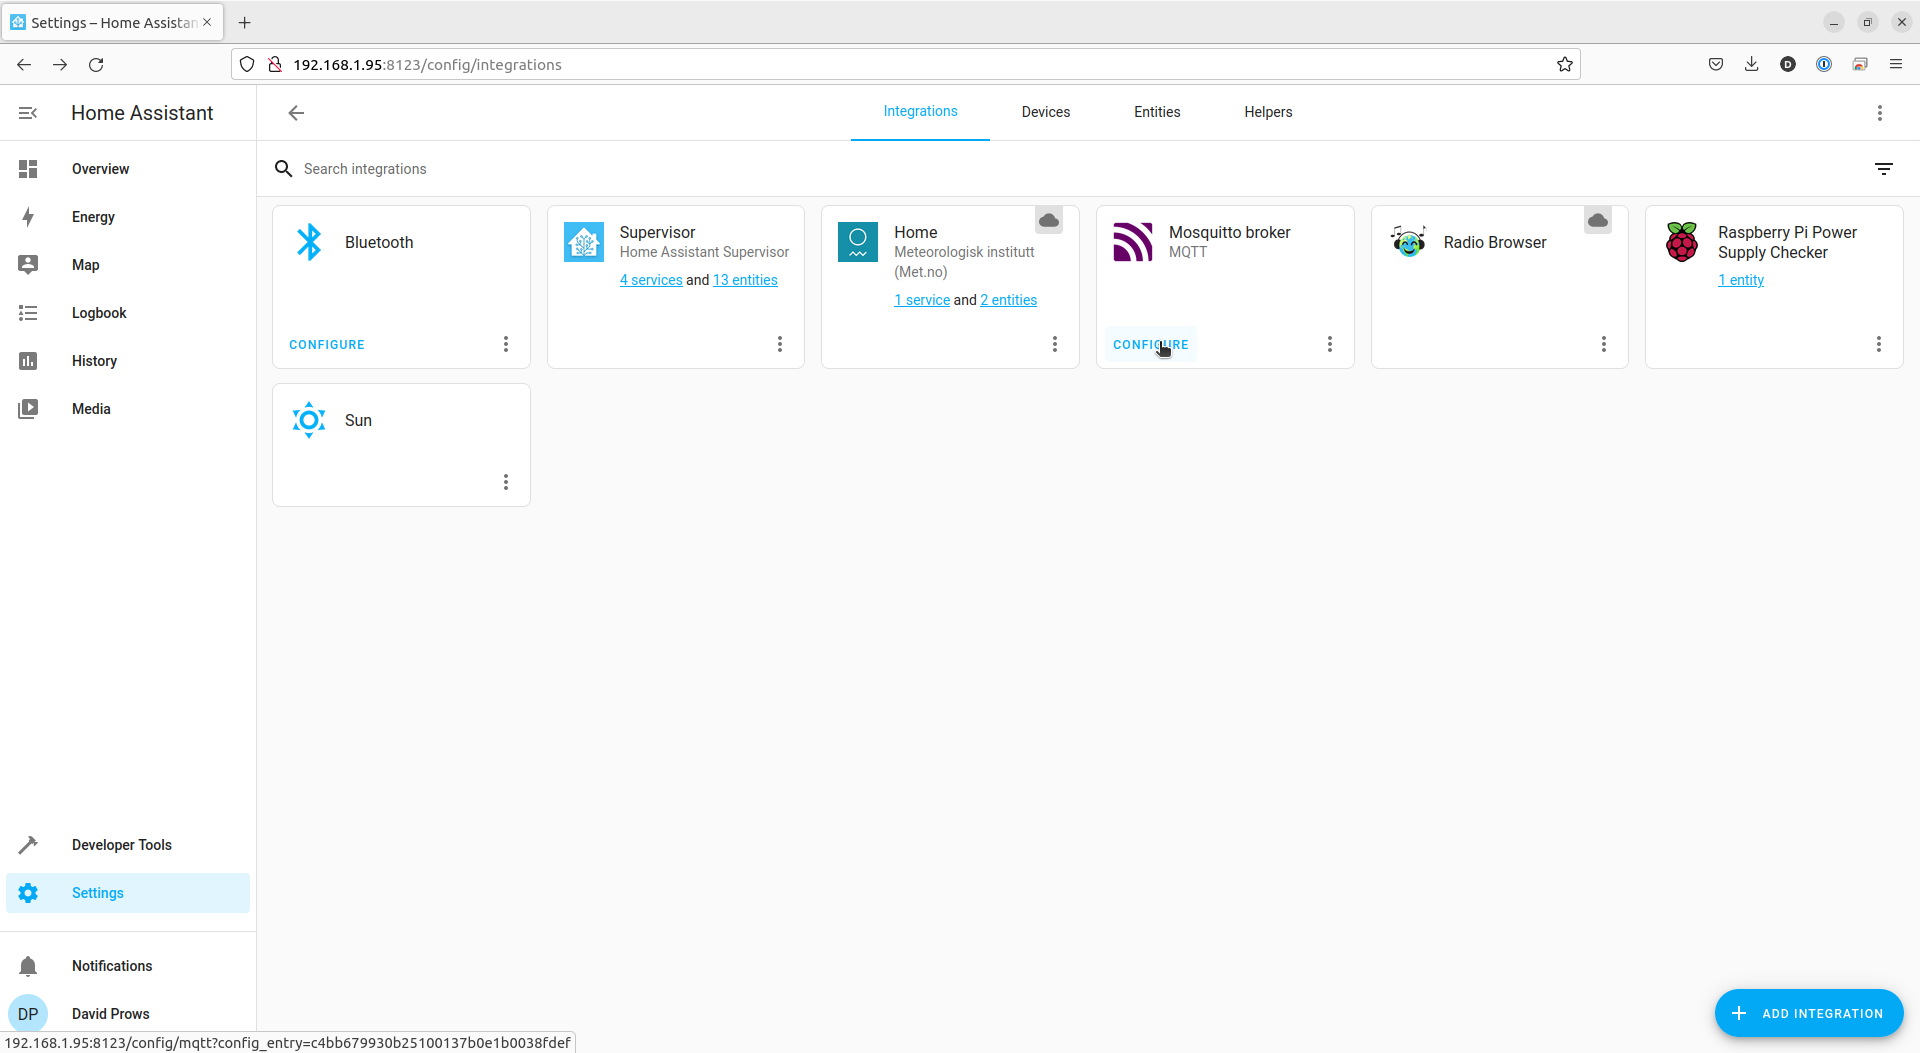 Settings – Home Assistan
192.168.1.95:8123/config/integrations
Home Assistant
Integrations
Devices
Entities
Helpers
Search integrations
Overview
Energy
Map
Logbook
History
Media
Bluetooth
CONFIGURE
Supervisor
Home Assistant Supervisor
4 services and 13 entities
Home
Meteorologisk institutt
(Met.no)
1 service and 2 entities
Mosquitto broker
MQTT
CONFIGURE
Radio Browser
Raspberry Pi Power
Supply Checker
1 entity
Sun
Developer Tools
Settings
Notifications
DP
David Prows
ADD INTEGRATION
192.168.1.95:8123/config/mqtt?config_entry=c4bb679930b25100137b0e1b0038fdef